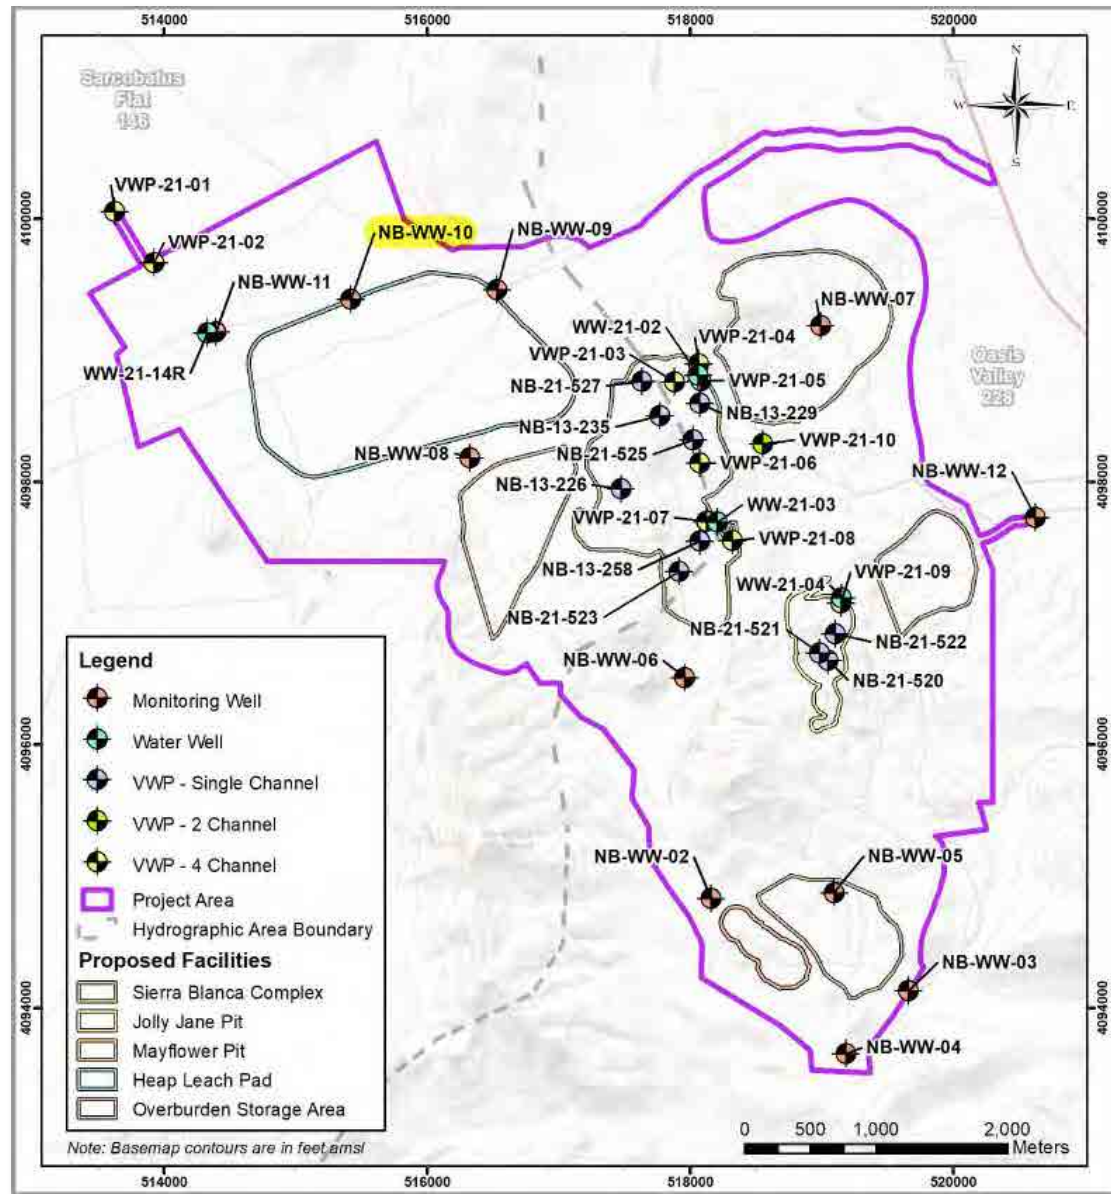 514000
516000
518000
520000
Sarcobatus
Flat
146
N
W
E
S
4100000
4100000
VWP-21-01
VWP-21-02
NB-WW-10
NB-WW-09
NB-WW-11
NB-WW-07
WW-21-02
VWP-21-04
VWP-21-03
WW-21-14R
NB-21-527
VWP-21-05
Oasis
Valley
228
NB-13-235
NB-13-229
NB-WW-08
NB-21-525
VWP-21-10
VWP-21-06
NB-WW-12
4098000
4098000
NB-13-226
VWP-21-07
WW-21-03
VWP-21-08
NB-13-258
WW-21-04
VWP-21-09
NB-21-523
NB-21-521
NB-21-522
NB-WW-06
NB-21-520
4096000
4096000
Legend
Monitoring Well
Water Well
VWP - Single Channel
VWP - 2 Channel
VWP - 4 Channel
Project Area
Hydrographic Area Boundary
Proposed Facilities
Sierra Blanca Complex
Jolly Jane Pit
Mayflower Pit
Heap Leach Pad
Overburden Storage Area
NB-WW-02
NB-WW-05
NB-WW-03
4094000
4094000
NB-WW-04
Note: Basemap contours are in feet amsl
0 500 1,000 2,000
Meters
514000
516000
518000
520000